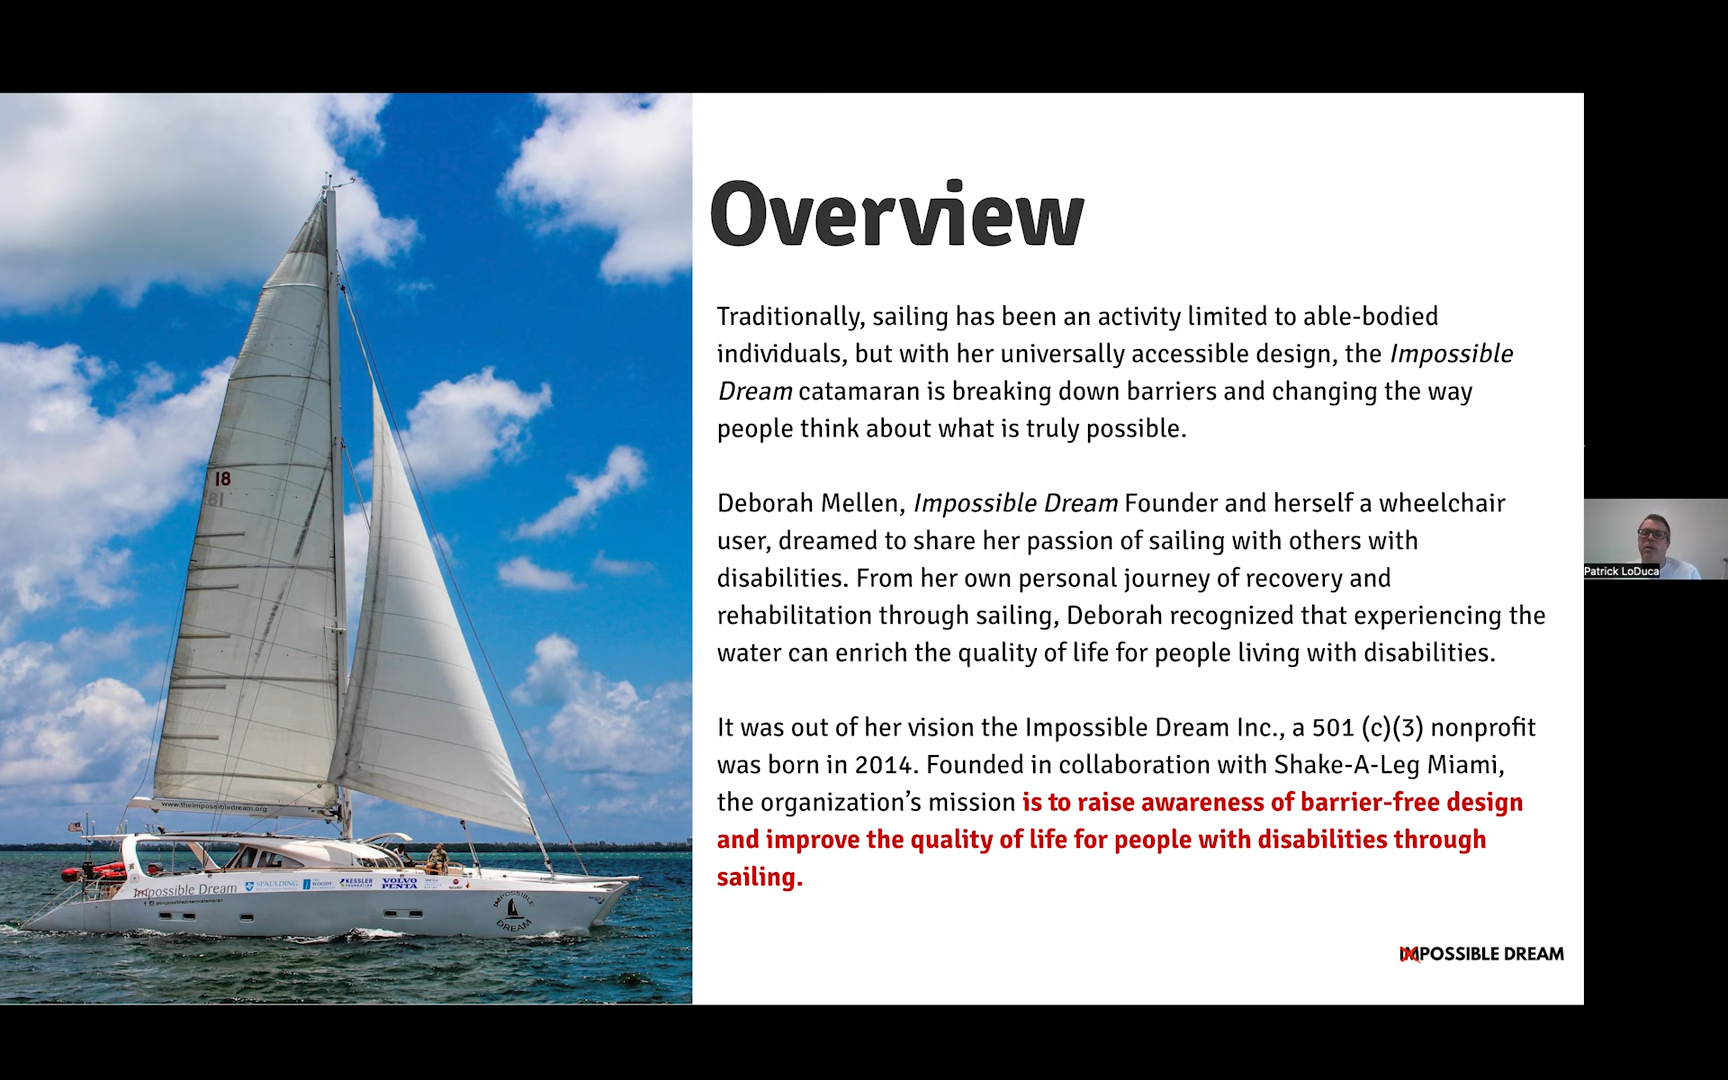 Overview
Traditionally, sailing has been an activity limited to able-bodied
individuals, but with her universally accessible design, the Impossible
Dream catamaran is breaking down barriers and changing the way
people think about what is truly possible.
Deborah Mellen, Impossible Dream Founder and herself a wheelchair
user, dreamed to share her passion of sailing with others with
disabilities. From her own personal journey of recovery and
rehabilitation through sailing, Deborah recognized that experiencing the
water can enrich the quality of life for people living with disabilities.
It was out of her vision the Impossible Dream Inc., a 501 (c)(3) nonprofit
was born in 2014. Founded in collaboration with Shake-A-Leg Miami,
the organization’s mission is to raise awareness of barrier-free design
and improve the quality of life for people with disabilities through
sailing.
IMPOSSIBLE DREAM
18
81
www.theimpossibledream.org
Impossible Dream
SPAULDING
WOODY
KESSLER
FOUNDATION
VOLVO
PENTA
IMPOSSIBLE
DREAM
Patrick LoDuca